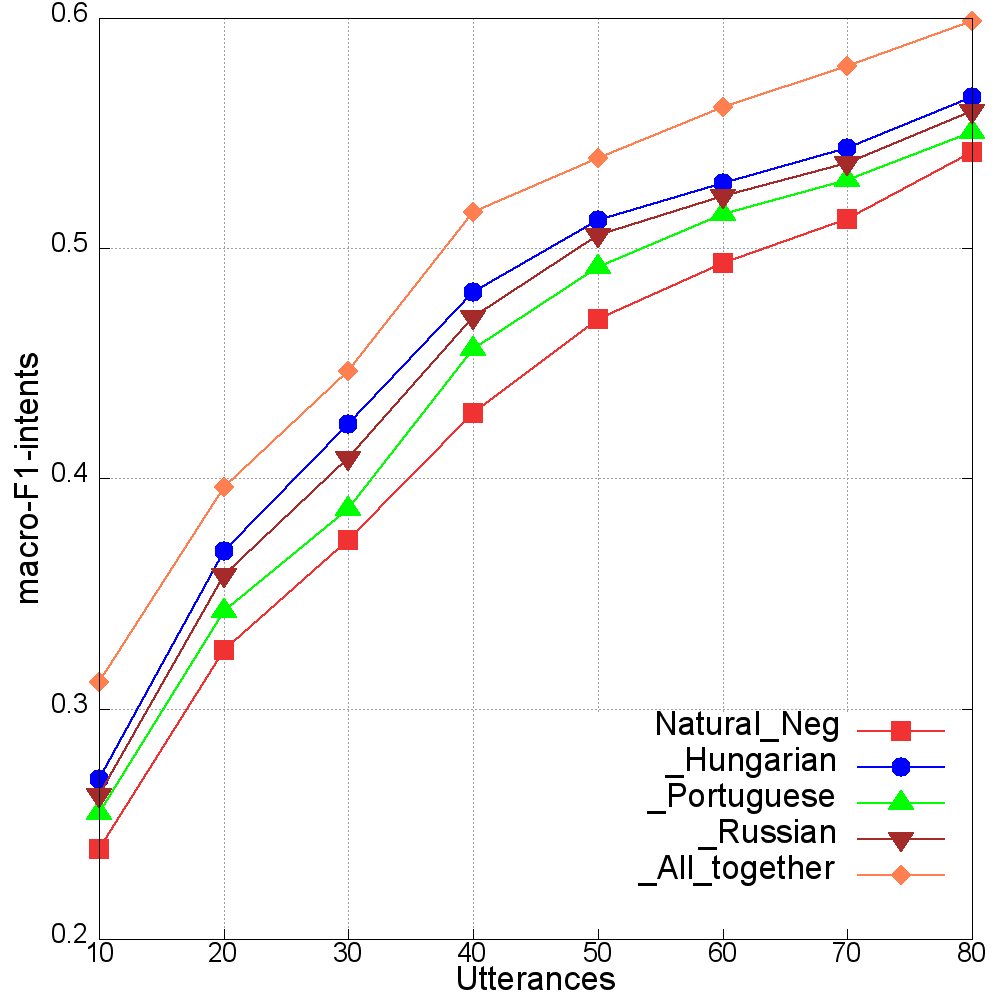 0.6
0.5
0.4
0.3
0.2
macro-F1-intents
Natural_Neg
_Hungarian
_Portuguese
_Russian
_All_together
10 20 30 40 50 60 70 80
Utterances